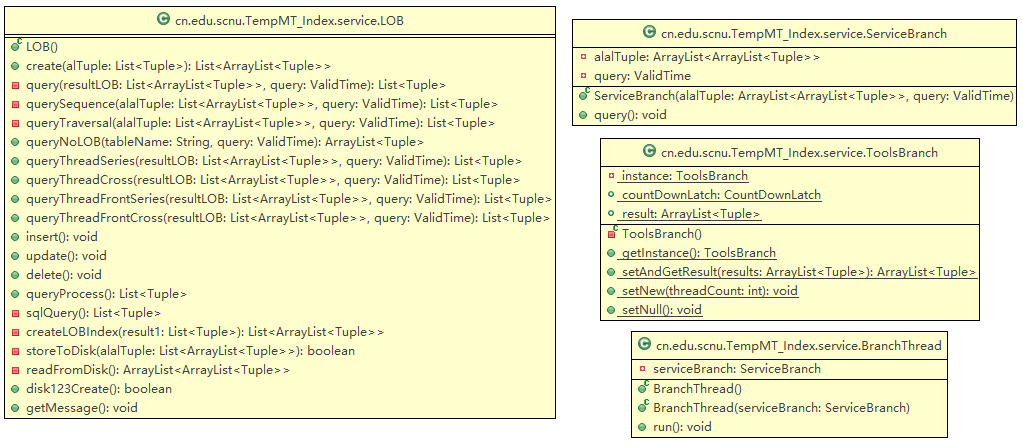 cn.edu.scnu.TempMT_Index.service.LOB
LOB()
create(alTuple: List<Tuple>): List<ArrayList<Tuple>>
query(resultLOB: List<ArrayList<Tuple>>, query: ValidTime): List<Tuple>
querySequence(alalTuple: List<ArrayList<Tuple>>, query: ValidTime): List<Tuple>
queryTraversal(alalTuple: List<ArrayList<Tuple>>, query: ValidTime): List<Tuple>
queryNoLOB(tableName: String, query: ValidTime): ArrayList<Tuple>
queryThreadSeries(resultLOB: List<ArrayList<Tuple>>, query: ValidTime): List<Tuple>
queryThreadCross(resultLOB: List<ArrayList<Tuple>>, query: ValidTime): List<Tuple>
queryThreadFrontSeries(resultLOB: List<ArrayList<Tuple>>, query: ValidTime): List<Tuple>
queryThreadFrontCross(resultLOB: List<ArrayList<Tuple>>, query: ValidTime): List<Tuple>
insert(): void
update(): void
delete(): void
queryProcess(): List<Tuple>
sqlQuery(): List<Tuple>
createLOBIndex(result1: List<Tuple>): List<ArrayList<Tuple>>
storeToDisk(alalTuple: List<ArrayList<Tuple>>): boolean
readFromDisk(): ArrayList<ArrayList<Tuple>>
disk123Create(): boolean
getMessage(): void
cn.edu.scnu.TempMT_Index.service.ServiceBranch
alalTuple: ArrayList<ArrayList<Tuple>>
query: ValidTime
ServiceBranch(alalTuple: ArrayList<ArrayList<Tuple>>, query: ValidTime)
query(): void
cn.edu.scnu.TempMT_Index.service.ToolsBranch
instance: ToolsBranch
countDownLatch: CountDownLatch
result: ArrayList<Tuple>
ToolsBranch()
getInstance(): ToolsBranch
setAndGetResult(results: ArrayList<Tuple>): ArrayList<Tuple>
setNew(threadCount: int): void
setNull(): void
cn.edu.scnu.TempMT_Index.service.BranchThread
serviceBranch: ServiceBranch
BranchThread()
BranchThread(serviceBranch: ServiceBranch)
run(): void